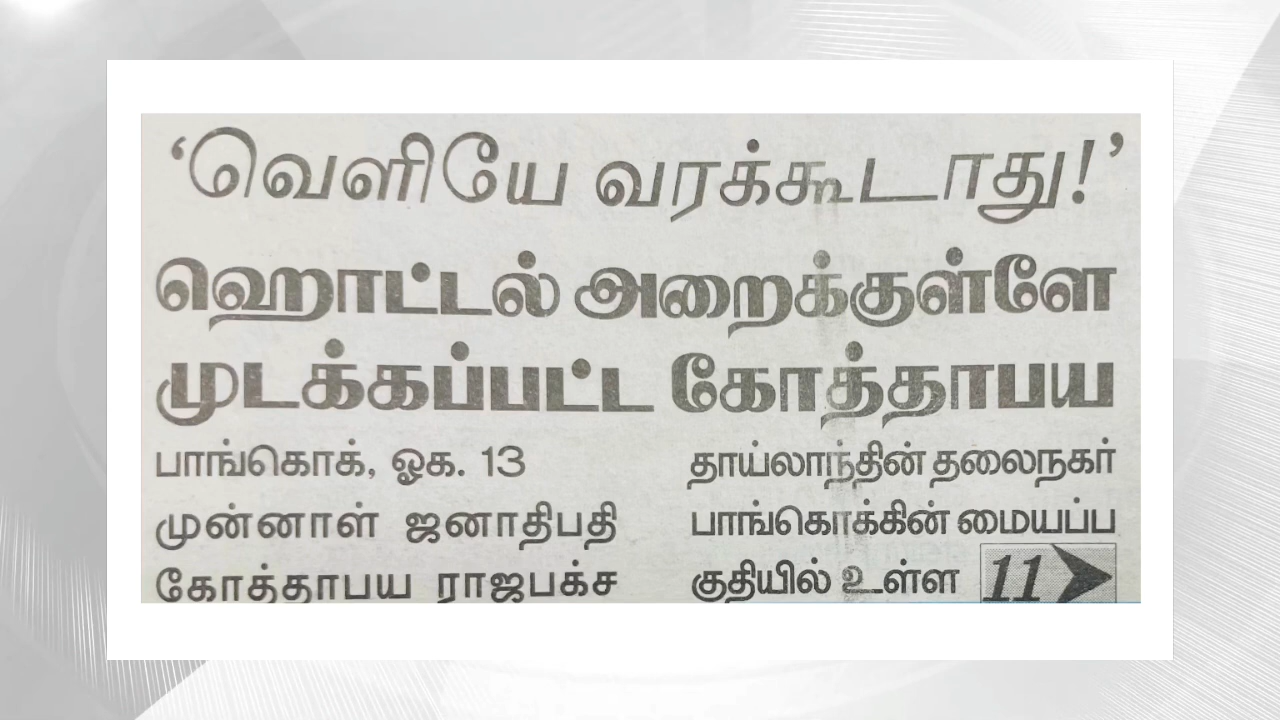 ‘வெளியே வரக்கூடாது!’
ஹொட்டல் அறைக்குள்ளே
முடக்கப்பட்ட கோத்தாபய
பாங்கொக், ஓக. 13
முன்னாள் ஜனாதிபதி
கோத்தாபய ராஜபக்ச
தாய்லாந்தின் தலைநகர்
பாங்கொக்கின் மையப்ப
குதியில் உள்ள
11